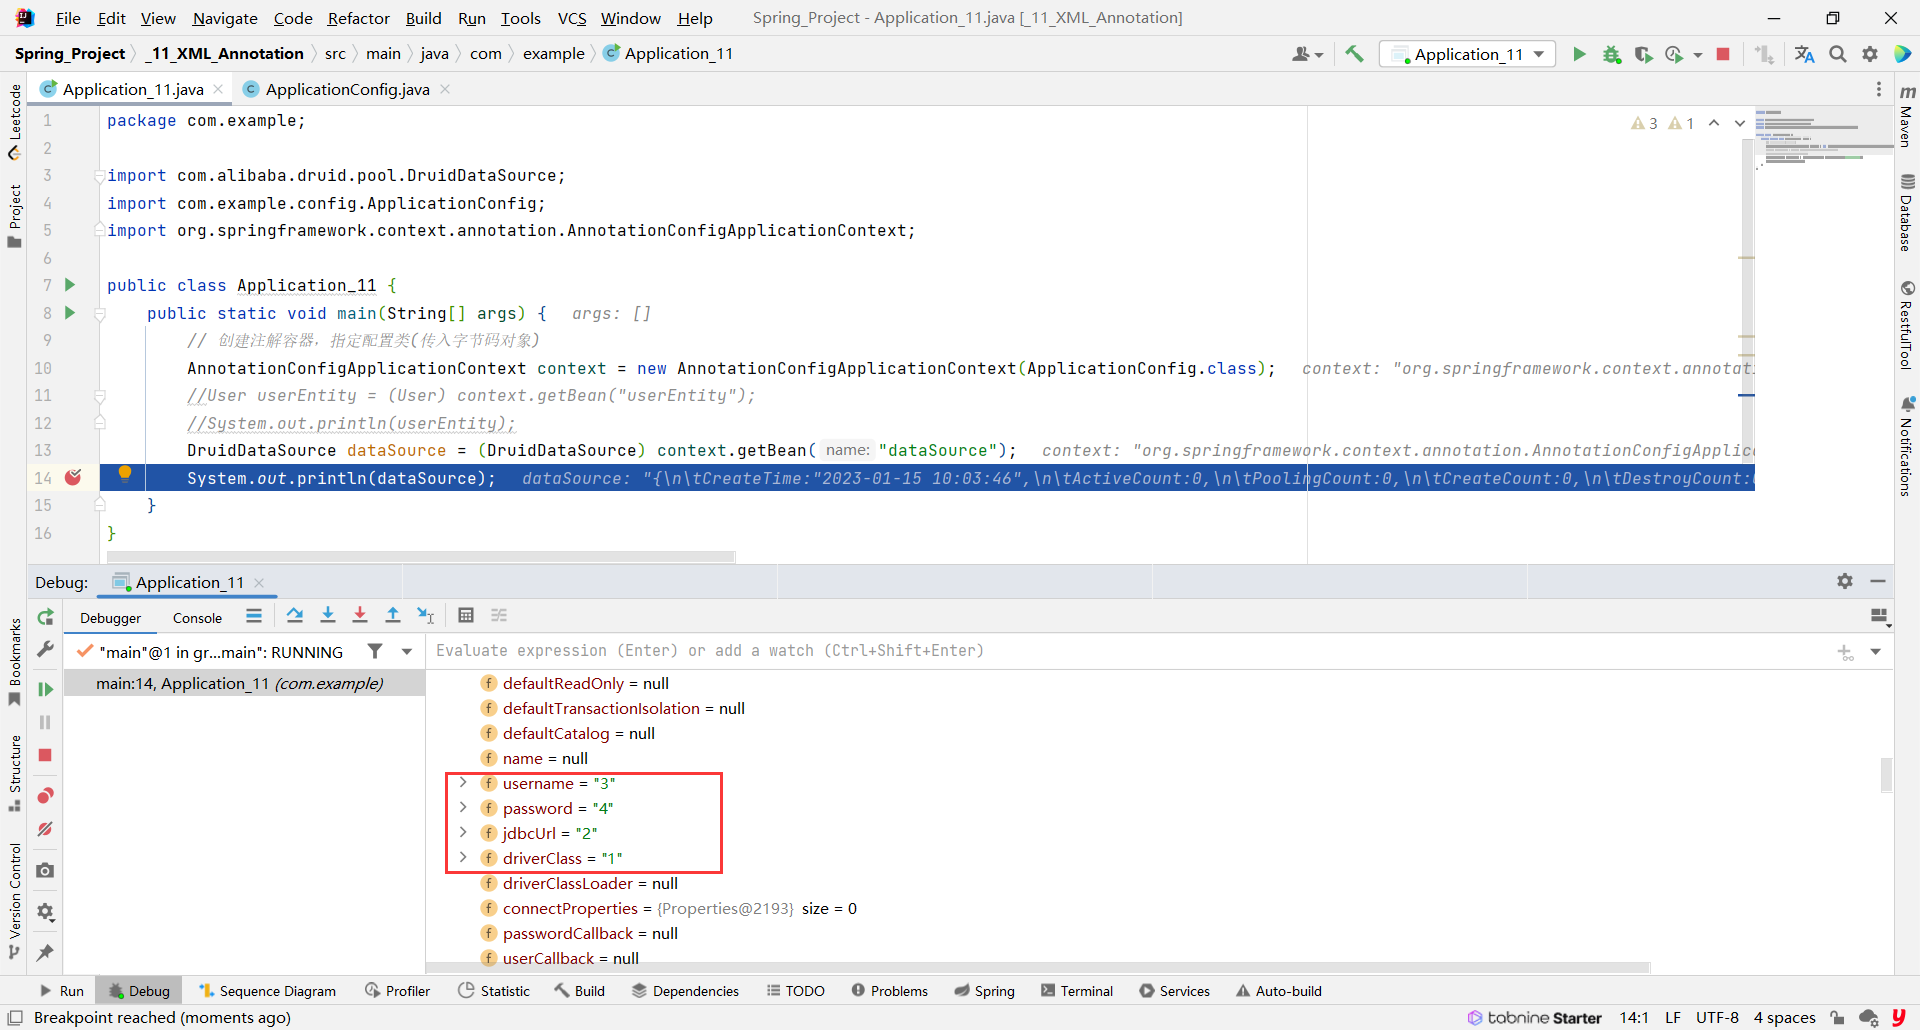 File Edit View Navigate Code Refactor Build Run Tools VCS Window Help Spring_Project - Application_11.java [_11_XML_Annotation]
Spring_Project _11_XML_Annotation src main java com example Application_11 Application_11
Application_11.java ApplicationConfig.java
Leetcode
Project
Bookmarks
Structure
Version Control
m Maven
Database
RestfulTool
Notifications
3 1
1 package com.example;
2
3 import com.alibaba.druid.pool.DruidDataSource;
4 import com.example.config.ApplicationConfig;
5 import org.springframework.context.annotation.AnnotationConfigApplicationContext;
6
7 public class Application_11 {
8 public static void main(String[] args) { args: []
9 // 创建注解容器，指定配置类(传入字节码对象)
10 AnnotationConfigApplicationContext context = new AnnotationConfigApplicationContext(ApplicationConfig.class); context: "org.springframework.context.annotati
11 //User userEntity = (User) context.getBean("userEntity");
12 //System.out.println(userEntity);
13 DruidDataSource dataSource = (DruidDataSource) context.getBean( name: "dataSource"); context: "org.springframework.context.annotation.AnnotationConfigApplic
14 System.out.println(dataSource); dataSource: "{\n\tCreateTime:"2023-01-15 10:03:46",\n\tActiveCount:0,\n\tPoolingCount:0,\n\tCreateCount:0,\n\tDestroyCount:
15 }
16 }
Debug: Application_11
Debugger Console
"main"@1 in gr...main": RUNNING
Evaluate expression (Enter) or add a watch (Ctrl+Shift+Enter)
main:14, Application_11 (com.example)
f defaultReadOnly = null
f defaultTransactionIsolation = null
f defaultCatalog = null
f name = null
f username = "3"
f password = "4"
f jdbcUrl = "2"
f driverClass = "1"
f driverClassLoader = null
f connectProperties = {Properties@2193} size = 0
f passwordCallback = null
f userCallback = null
Run Debug Sequence Diagram Profiler Statistic Build Dependencies TODO Problems Spring Terminal Services Auto-build
Breakpoint reached (moments ago) tabnine Starter 14:1 LF UTF-8 4 spaces